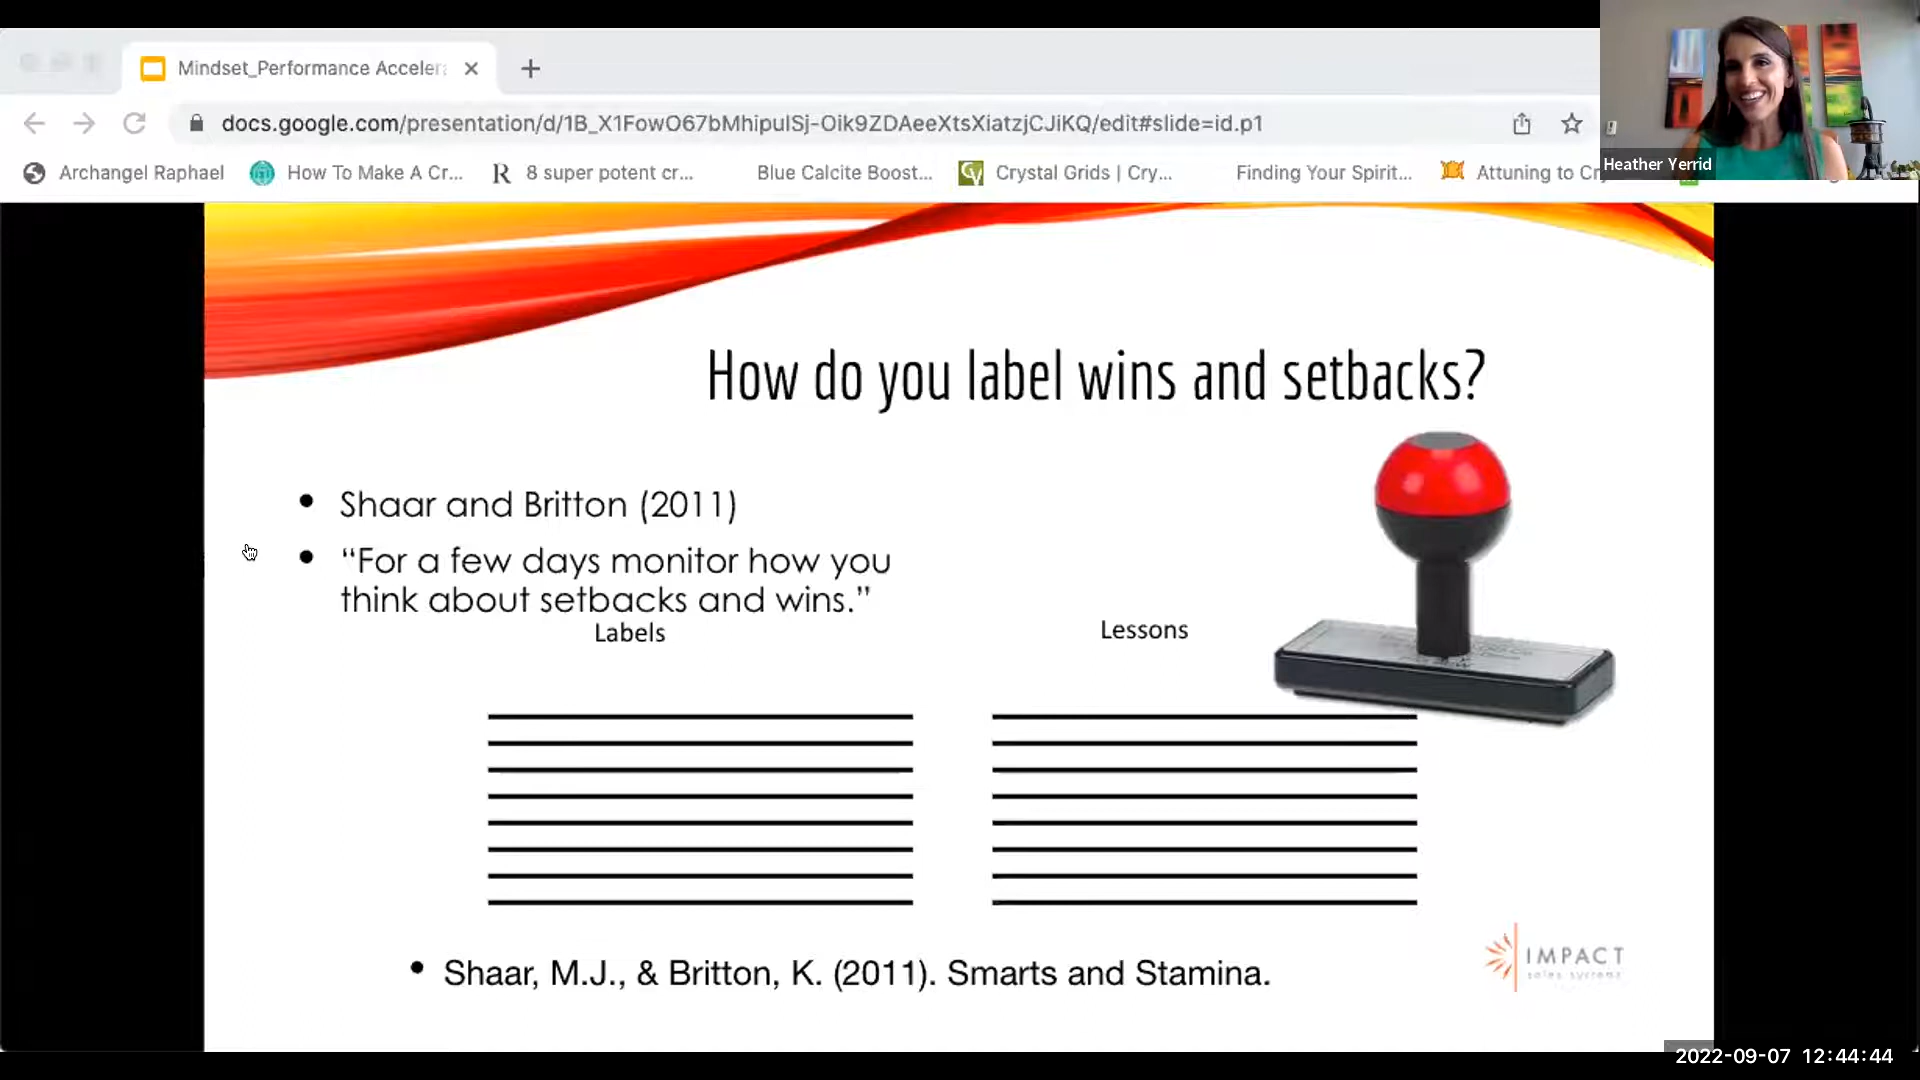 Mindset_Performance Acceler
docs.google.com/presentation/d/1B_X1FowO67bMhipulSj-Oik9ZDAeeXtsXiatzjCJiKQ/edit#slide=id.p1
Archangel Raphael
How To Make A Cr...
8 super potent cr...
Blue Calcite Boost...
Crystal Grids | Cry...
Finding Your Spirit...
Attuning to Cry
Heather Yerrid
How do you label wins and setbacks?
• Shaar and Britton (2011)
• “For a few days monitor how you
think about setbacks and wins.”
Labels
Lessons
• Shaar, M.J., & Britton, K. (2011). Smarts and Stamina.
IMPACT
sales systems
2022-09-07 12:44:44